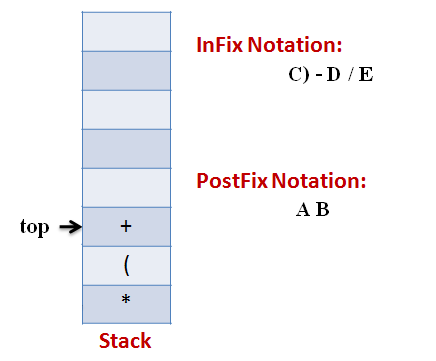 InFix Notation:
C) - D / E
PostFix Notation:
A B
top
+
(
*
Stack